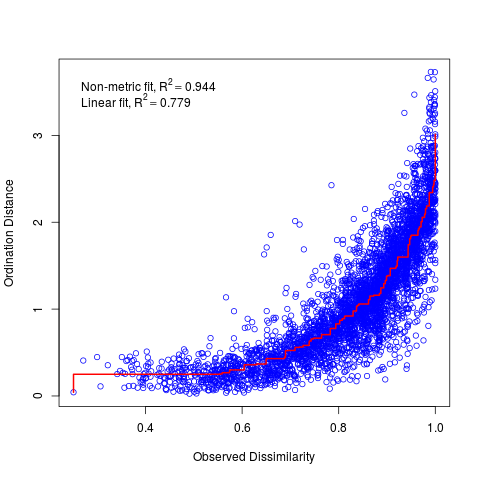 Non-metric fit, R² = 0.944
Linear fit, R² = 0.779
Ordination Distance
3
2
1
0
0.4 0.6 0.8 1.0
Observed Dissimilarity